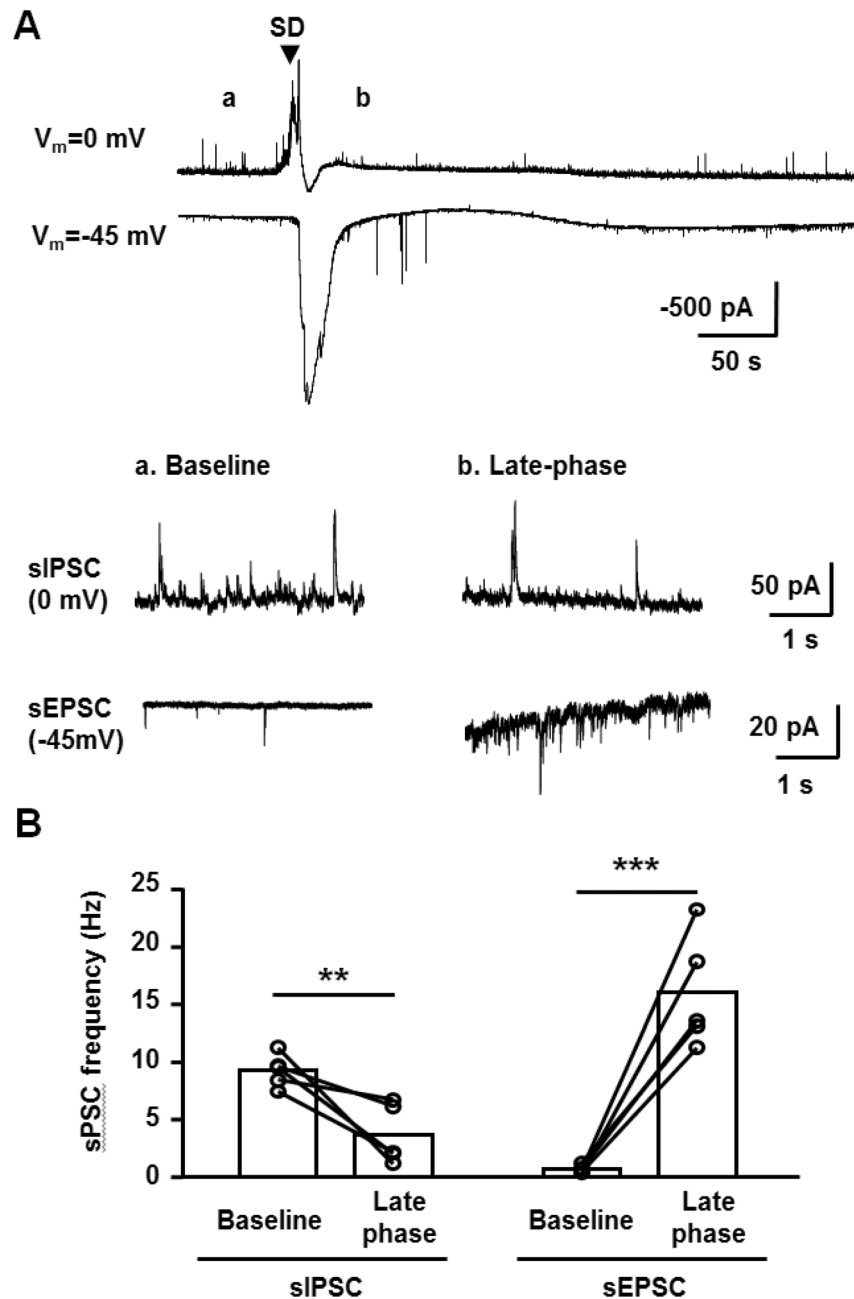 A
SD
a
b
Vm=0 mV
Vm=-45 mV
-500 pA
50 s
a. Baseline
b. Late-phase
sIPSC
(0 mV)
50 pA
1 s
sEPSC
(-45mV)
20 pA
1 s
B
sPSC frequency (Hz)
25
20
15
10
5
0
**
***
Baseline
Late
phase
Baseline
Late
phase
sIPSC
sEPSC